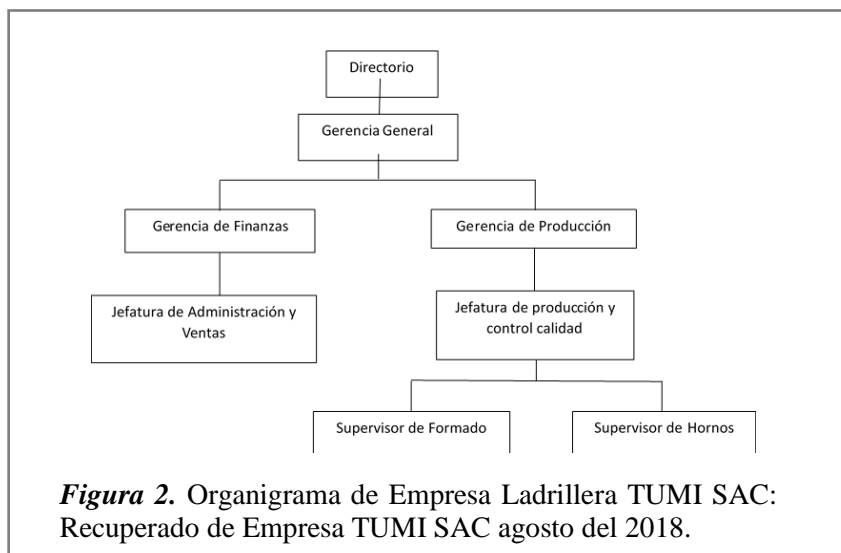 Directorio
Gerencia General
Gerencia de Finanzas
Gerencia de Producción
Jefatura de Administración y
Ventas
Jefatura de producción y
control calidad
Supervisor de Formado
Supervisor de Hornos
Figura 2. Organigrama de Empresa Ladrillera TUMI SAC:
Recuperado de Empresa TUMI SAC agosto del 2018.